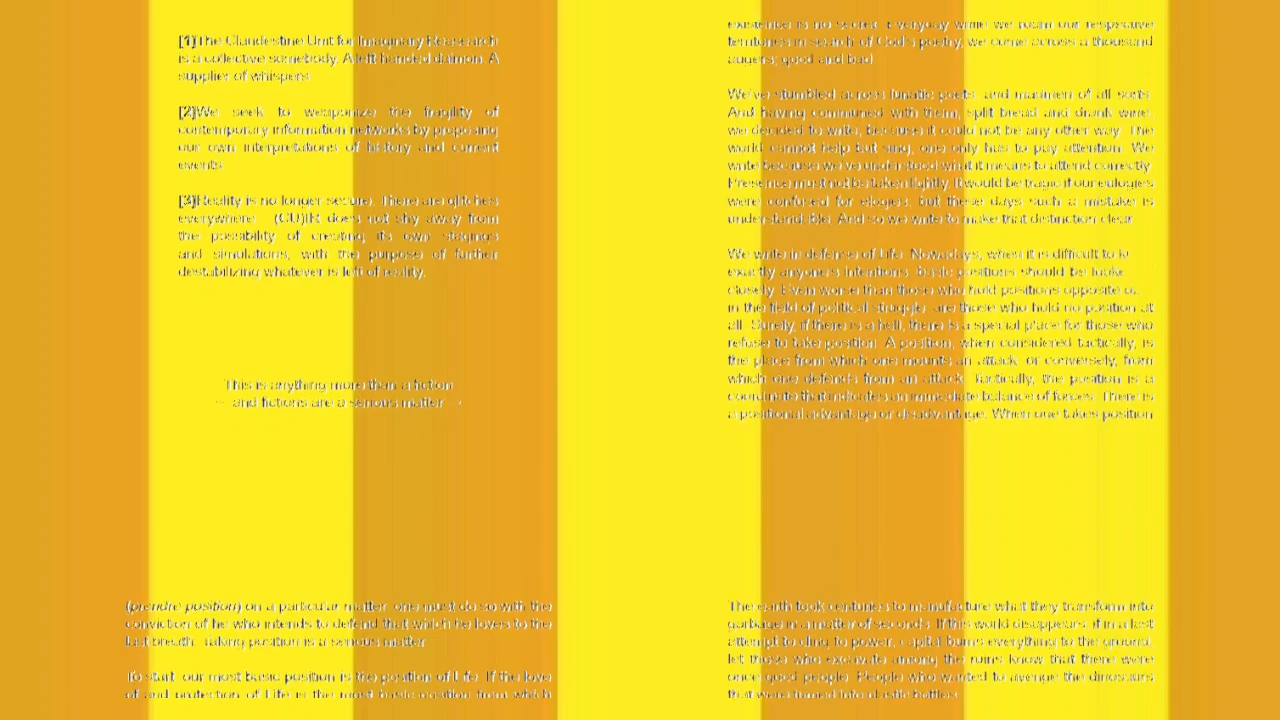 [1]The Clandestine Unit for Imaginary Research
is a collective somebody. A left handed daimon. A
supplier of whispers.
[2]We seek to weaponize the fragility of
contemporary information networks by proposing
our own interpretations of history and current
events.
[3]Reality is no longer secure. There are glitches
everywhere. (CU)IR does not shy away from
the possibility of creating its own stagings
and simulations, with the purpose of further
destabilizing whatever is left of reality.
This is anything more than a fiction
and fictions are a serious matter
(prendre position) on a particular matter one must do so with the
conviction of he who intends to defend that which he loves to the
last breath. Taking position is a serious matter.
To start our most basic position is the position of Life. If the love
of and protection of Life is the most basic position from which
existence is no secret. Everyday while we roam our respective
territories in search of God's poetry, we come across a thousand
augers, good and bad.
We've stumbled across lunatic poets and madmen of all sorts.
And having communed with them, split bread and drank wine,
we decided to write, because it could not be any other way. The
world cannot help but sing, one only has to pay attention. We
write because we've understood what it means to attend correctly.
Presence must not be taken lightly. It would be tragic if our eulogies
were confused for elogies, but these days such a mistake is
understandable. And so we write to make that distinction clear.
We write in defense of Life. Nowadays, when it is difficult to
exactly anyone's intentions, basic positions should be
closely. Even worse than those who hold positions opposite
in the field of political struggle, are those who hold no position at
all. Surely, if there is a hell, there is a special place for those who
refuse to take position. A position, when considered tactically, is
the place from which one mounts an attack, or conversely, from
which one defends from an attack. Tactically, the position is a
coordinate that indicates an immediate balance of forces. There is
a positional advantage or disadvantage. When one takes position
The earth took centuries to manufacture what they transform into
garbage in a matter of seconds. If this world disappears, if in a last
attempt to cling to power, capital burns everything to the ground,
let those who excavate among the ruins know that there were
once good people. People who wanted to avenge the dinosaurs
that were turned into plastic bottles.